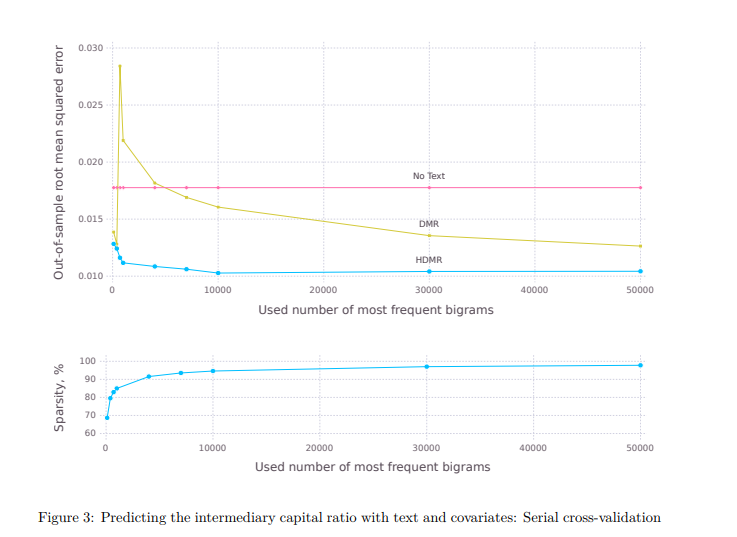 Out-of-sample root mean squared error
0.030
0.025
0.020
0.015
0.010
No Text
DMR
HDMR
0 10000 20000 30000 40000 50000
Used number of most frequent bigrams
Sparsity, %
100
90
80
70
60
0 10000 20000 30000 40000 50000
Used number of most frequent bigrams
Figure 3: Predicting the intermediary capital ratio with text and covariates: Serial cross-validation